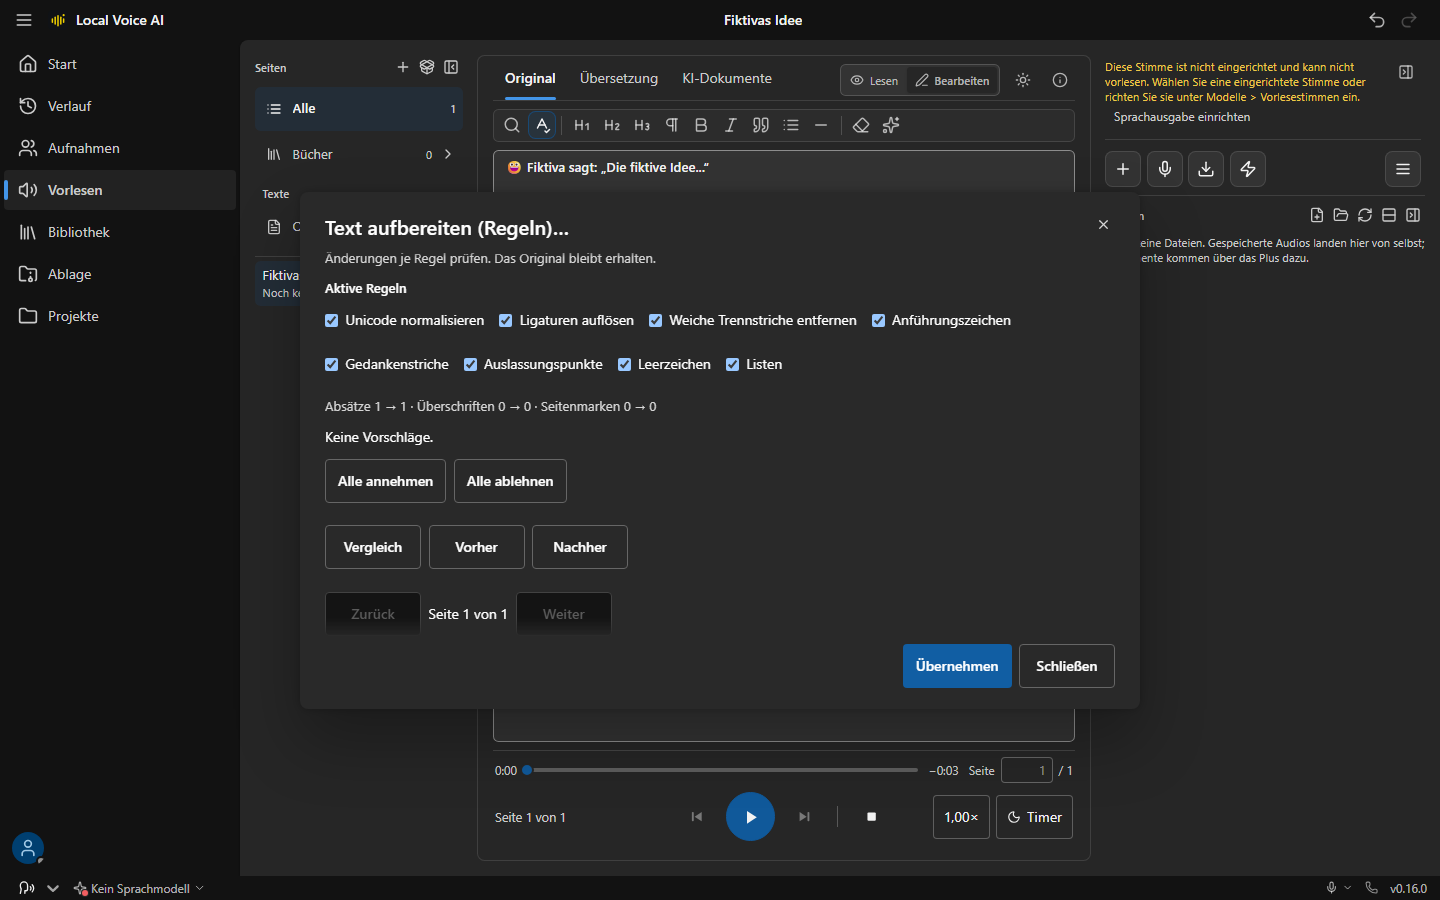 Local Voice AI
Fiktivas Idee
Start
Verlauf
Aufnahmen
Vorlesen
Bibliothek
Ablage
Projekte
Seiten
Alle 1
Bücher 0
Texte
Fiktiva
Noch
Original Übersetzung KI-Dokumente Lesen Bearbeiten
H1 H2 H3
😀 Fiktiva sagt: „Die fiktive Idee...“
Diese Stimme ist nicht eingerichtet und kann nicht
vorlesen. Wählen Sie eine eingerichtete Stimme oder
richten Sie sie unter Modelle > Vorlesestimmen ein.
Sprachausgabe einrichten
eine Dateien. Gespeicherte Audios landen hier von selbst;
ente kommen über das Plus dazu.
Text aufbereiten (Regeln)...
Änderungen je Regel prüfen. Das Original bleibt erhalten.
Aktive Regeln
Unicode normalisieren Ligaturen auflösen Weiche Trennstriche entfernen Anführungszeichen
Gedankenstriche Auslassungspunkte Leerzeichen Listen
Absätze 1 → 1 · Überschriften 0 → 0 · Seitenmarken 0 → 0
Keine Vorschläge.
Alle annehmen Alle ablehnen
Vergleich Vorher Nachher
Zurück Seite 1 von 1 Weiter
Übernehmen Schließen
0:00 −0:03 Seite 1 / 1
Seite 1 von 1 1,00× Timer
Kein Sprachmodell v0.16.0